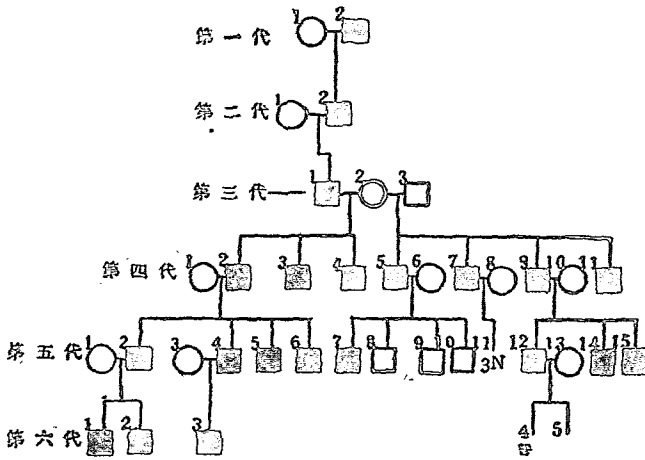 第一代 1 2
第二代 1 2
第三代 1 2 3
第四代 1 2 3 4 5 6 7 8 9 10 11
第五代 1 2 3 4 5 6 7 8 9 10 11 3N 12 13 14 15
第六代 1 2 3 4 5